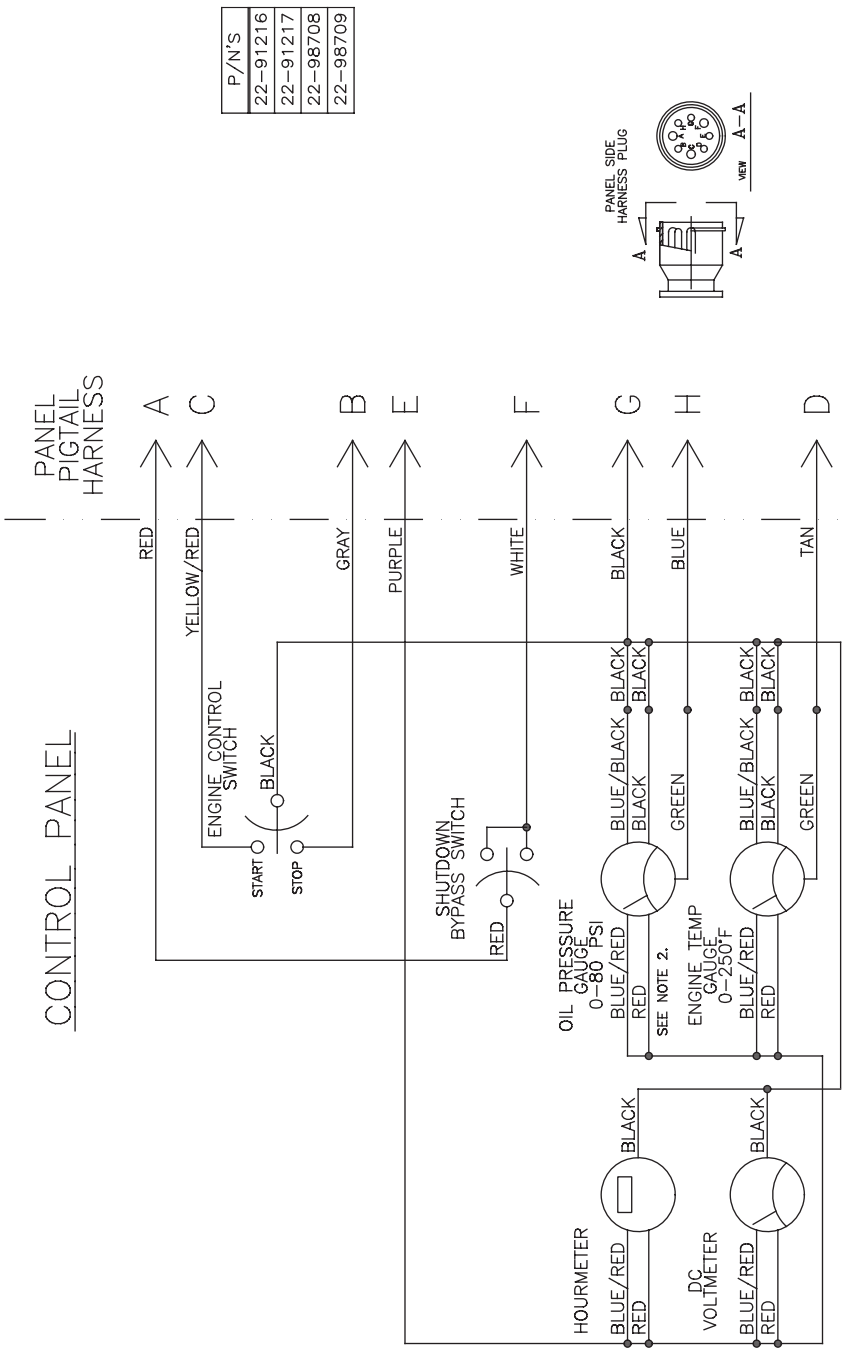 CONTROL PANEL
PANEL
PIGTAIL
HARNESS
P/N'S
22-91216
22-91217
22-98708
22-98709
RED
A
YELLOW/RED
C
ENGINE CONTROL
SWITCH
START
STOP
BLACK
GRAY
B
PURPLE
E
SHUTDOWN
BYPASS SWITCH
RED
WHITE
F
OIL PRESSURE
GAUGE
0-80 PSI
BLUE/RED
RED
SEE NOTE 2.
BLUE/BLACK
BLACK
BLACK
BLACK
GREEN
BLACK
G
BLUE
H
ENGINE TEMP
GAUGE
0-250°F
BLUE/RED
RED
BLUE/BLACK
BLACK
BLACK
BLACK
GREEN
TAN
D
HOURMETER
BLUE/RED
RED
BLACK
DC
VOLTMETER
BLUE/RED
RED
BLACK
PANEL SIDE
HARNESS PLUG
A
A
A
B
C
D
E
F
G
H
VIEW A-A